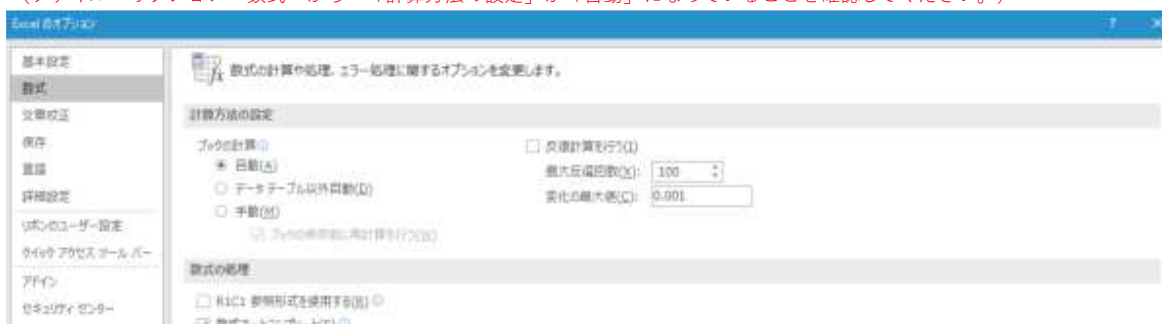 （ファイル→オプション→数式 から 「計算方法の設定」が「自動」になっていることを確認してください。）
Excel のオプション
基本設定
数式
文章校正
保存
言語
詳細設定
リボンのユーザー設定
クイック アクセス ツール バー
アドイン
セキュリティ センター
数式の計算や処理、エラー処理に関するオプションを変更します。
計算方法の設定
ブックの計算
自動(A)
データ テーブル以外自動(D)
手動(M)
ブックの保存前に再計算を行う(W)
反復計算を行う(I)
最大反復回数(X): 100
変化の最大値(C): 0.001
数式の処理
R1C1 参照形式を使用する(R)